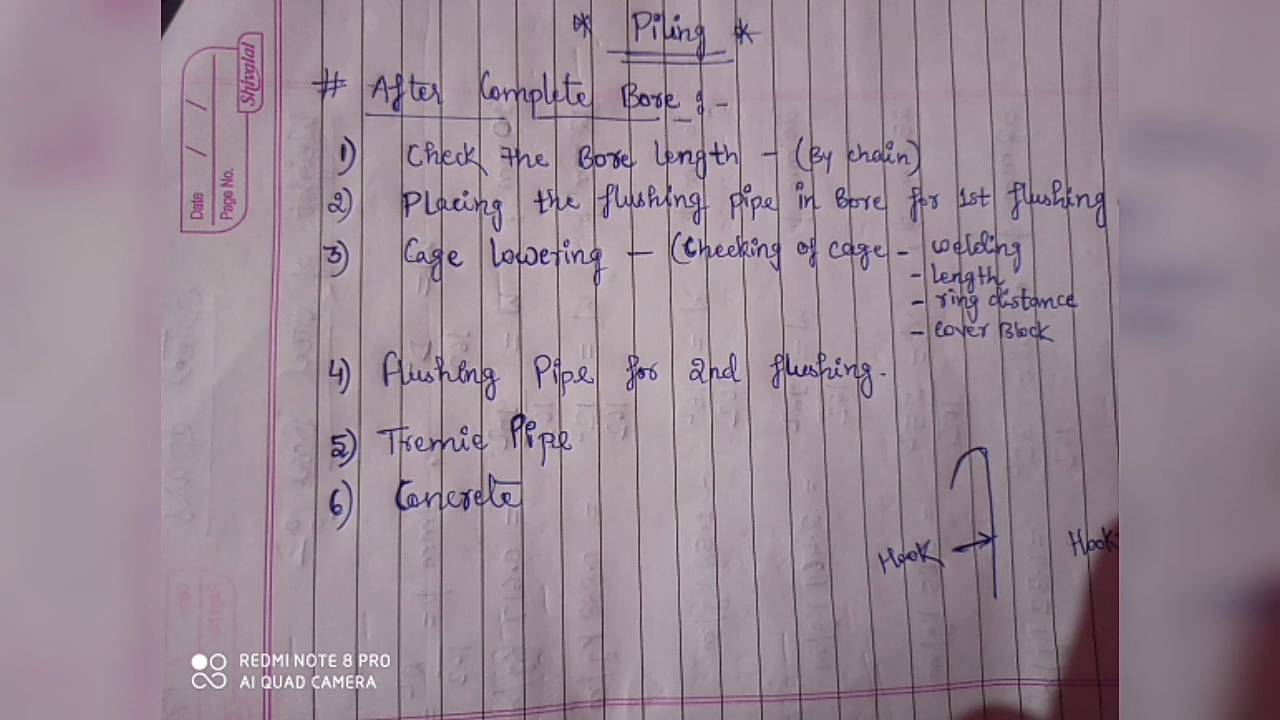 * Piling *
Shivalal
Date / /
Page No.
# After Complete Bore :-
1) Check the Bore length - (By chain)
2) Placing the flushing pipe in Bore for 1st flushing
3) Cage lowering - (Checking of cage - welding
- length
- ring distance
- cover Block
4) flushing Pipe for 2nd flushing.
5) Tremie Pipe
6) Concrete
Hook → Hook
REDMI NOTE 8 PRO
AI QUAD CAMERA